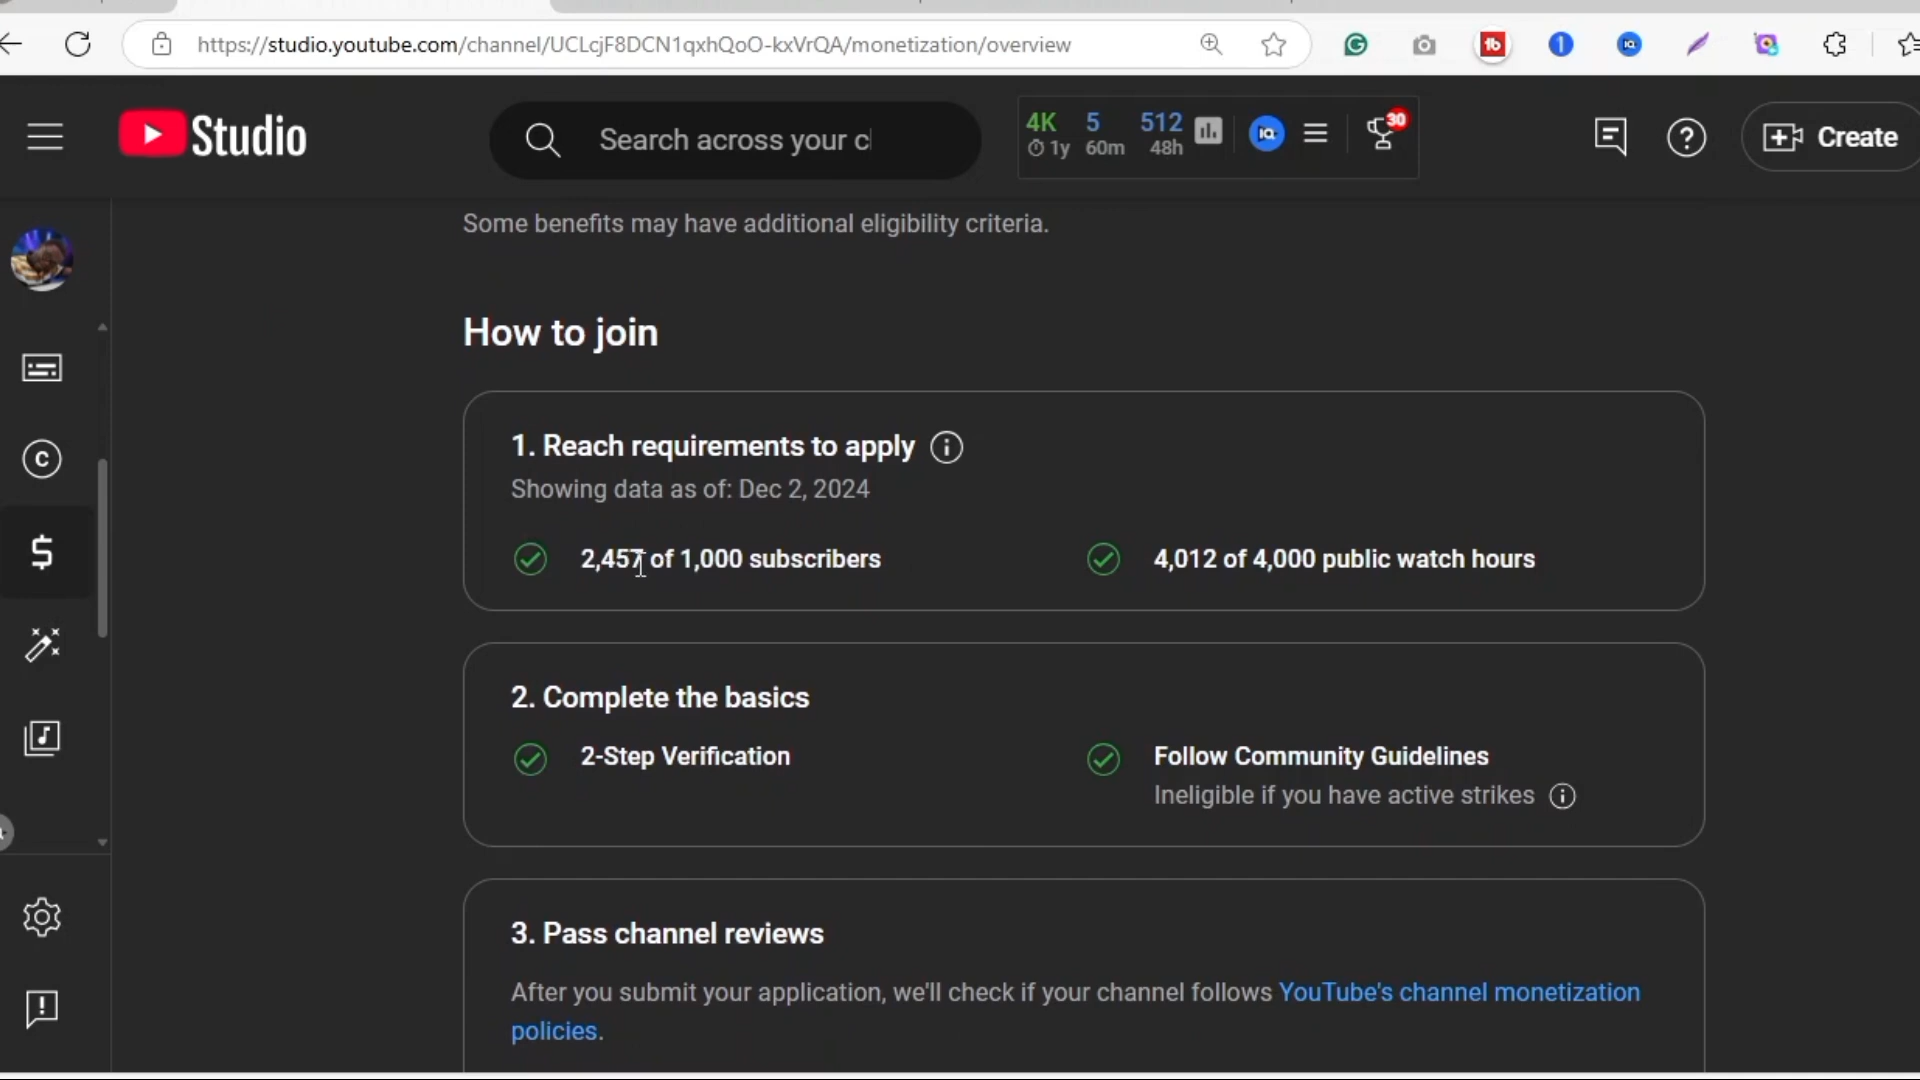 https://studio.youtube.com/channel/UCLcjF8DCN1qxhQoO-kxVrQA/monetization/overview
Studio
Search across your cl
4K 5 512
1y 60m 48h
IQ
30
Create
Some benefits may have additional eligibility criteria.
How to join
1. Reach requirements to apply
Showing data as of: Dec 2, 2024
2,457 of 1,000 subscribers
4,012 of 4,000 public watch hours
2. Complete the basics
2-Step Verification
Follow Community Guidelines
Ineligible if you have active strikes
3. Pass channel reviews
After you submit your application, we'll check if your channel follows YouTube's channel monetization
policies.